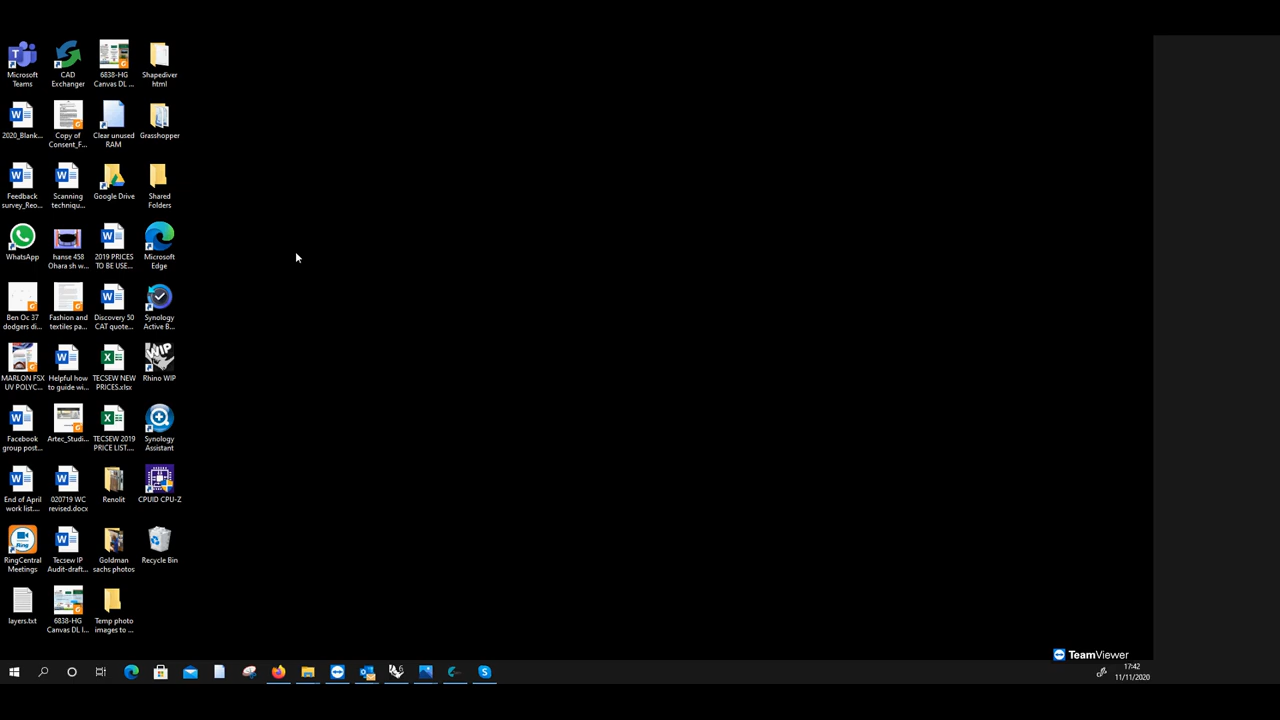 Microsoft
Teams
CAD
Exchanger
6838-HG
Canvas DL ...
Shapediver
html
2020_Blank...
Copy of
Consent_F...
Clear unused
RAM
Grasshopper
Feedback
survey_Reo...
Scanning
techniqu...
Google Drive
Shared
Folders
WhatsApp
hanse 458
Ohara sh w...
2019 PRICES
TO BE USE...
Microsoft
Edge
Ben Oc 37
dodgers di...
Fashion and
textiles pa...
Discovery 50
CAT quote...
Synology
Active B...
MARLON FSX
UV POLYC...
Helpful how
to guide wi...
TECSEW NEW
PRICES.xlsx
WIP
Rhino WIP
Facebook
group post...
Artec_Studi...
TECSEW 2019
PRICE LIST....
Synology
Assistant
End of April
work list....
020719 WC
revised.docx
Renolit
CPUID CPU-Z
Ring
RingCentral
Meetings
Tecsew IP
Audit-draft...
Goldman
sachs photos
Recycle Bin
layers.txt
6838-HG
Canvas DL I...
Temp photo
images to ...
TeamViewer
17:42
11/11/2020